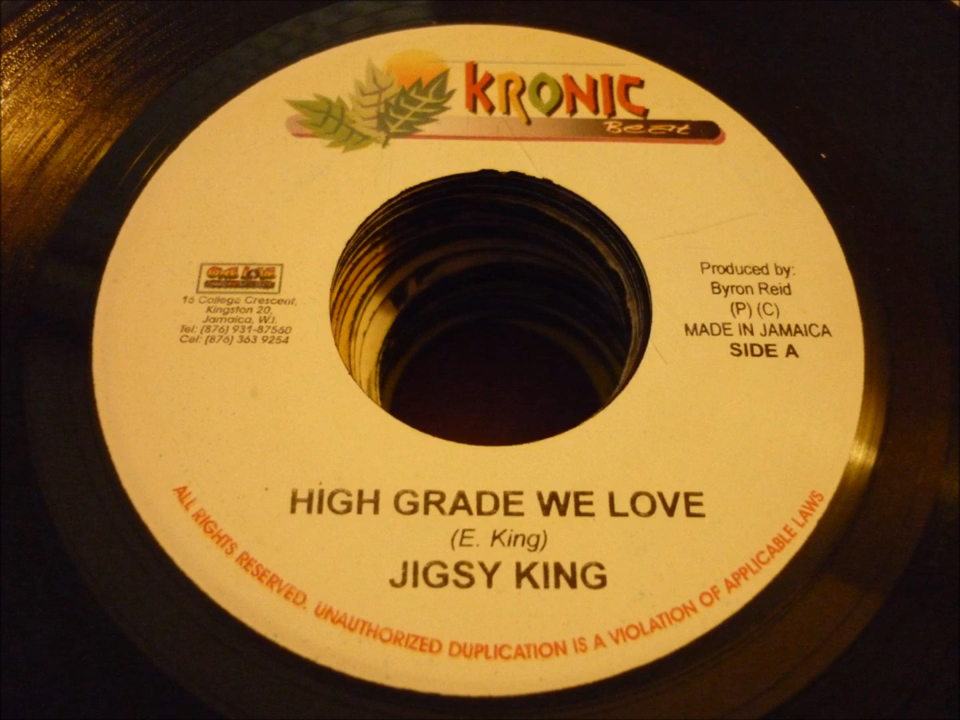 KRONIC
Beat
15 College Crescent,
Kingston 20,
Jamaica, W.I.
Tel: (876) 931-87560
Cel: (876) 363 9254
Produced by:
Byron Reid
(P) (C)
MADE IN JAMAICA
SIDE A
HIGH GRADE WE LOVE
(E. King)
JIGSY KING
ALL RIGHTS RESERVED. UNAUTHORIZED DUPLICATION IS A VIOLATION OF APPLICABLE LAWS